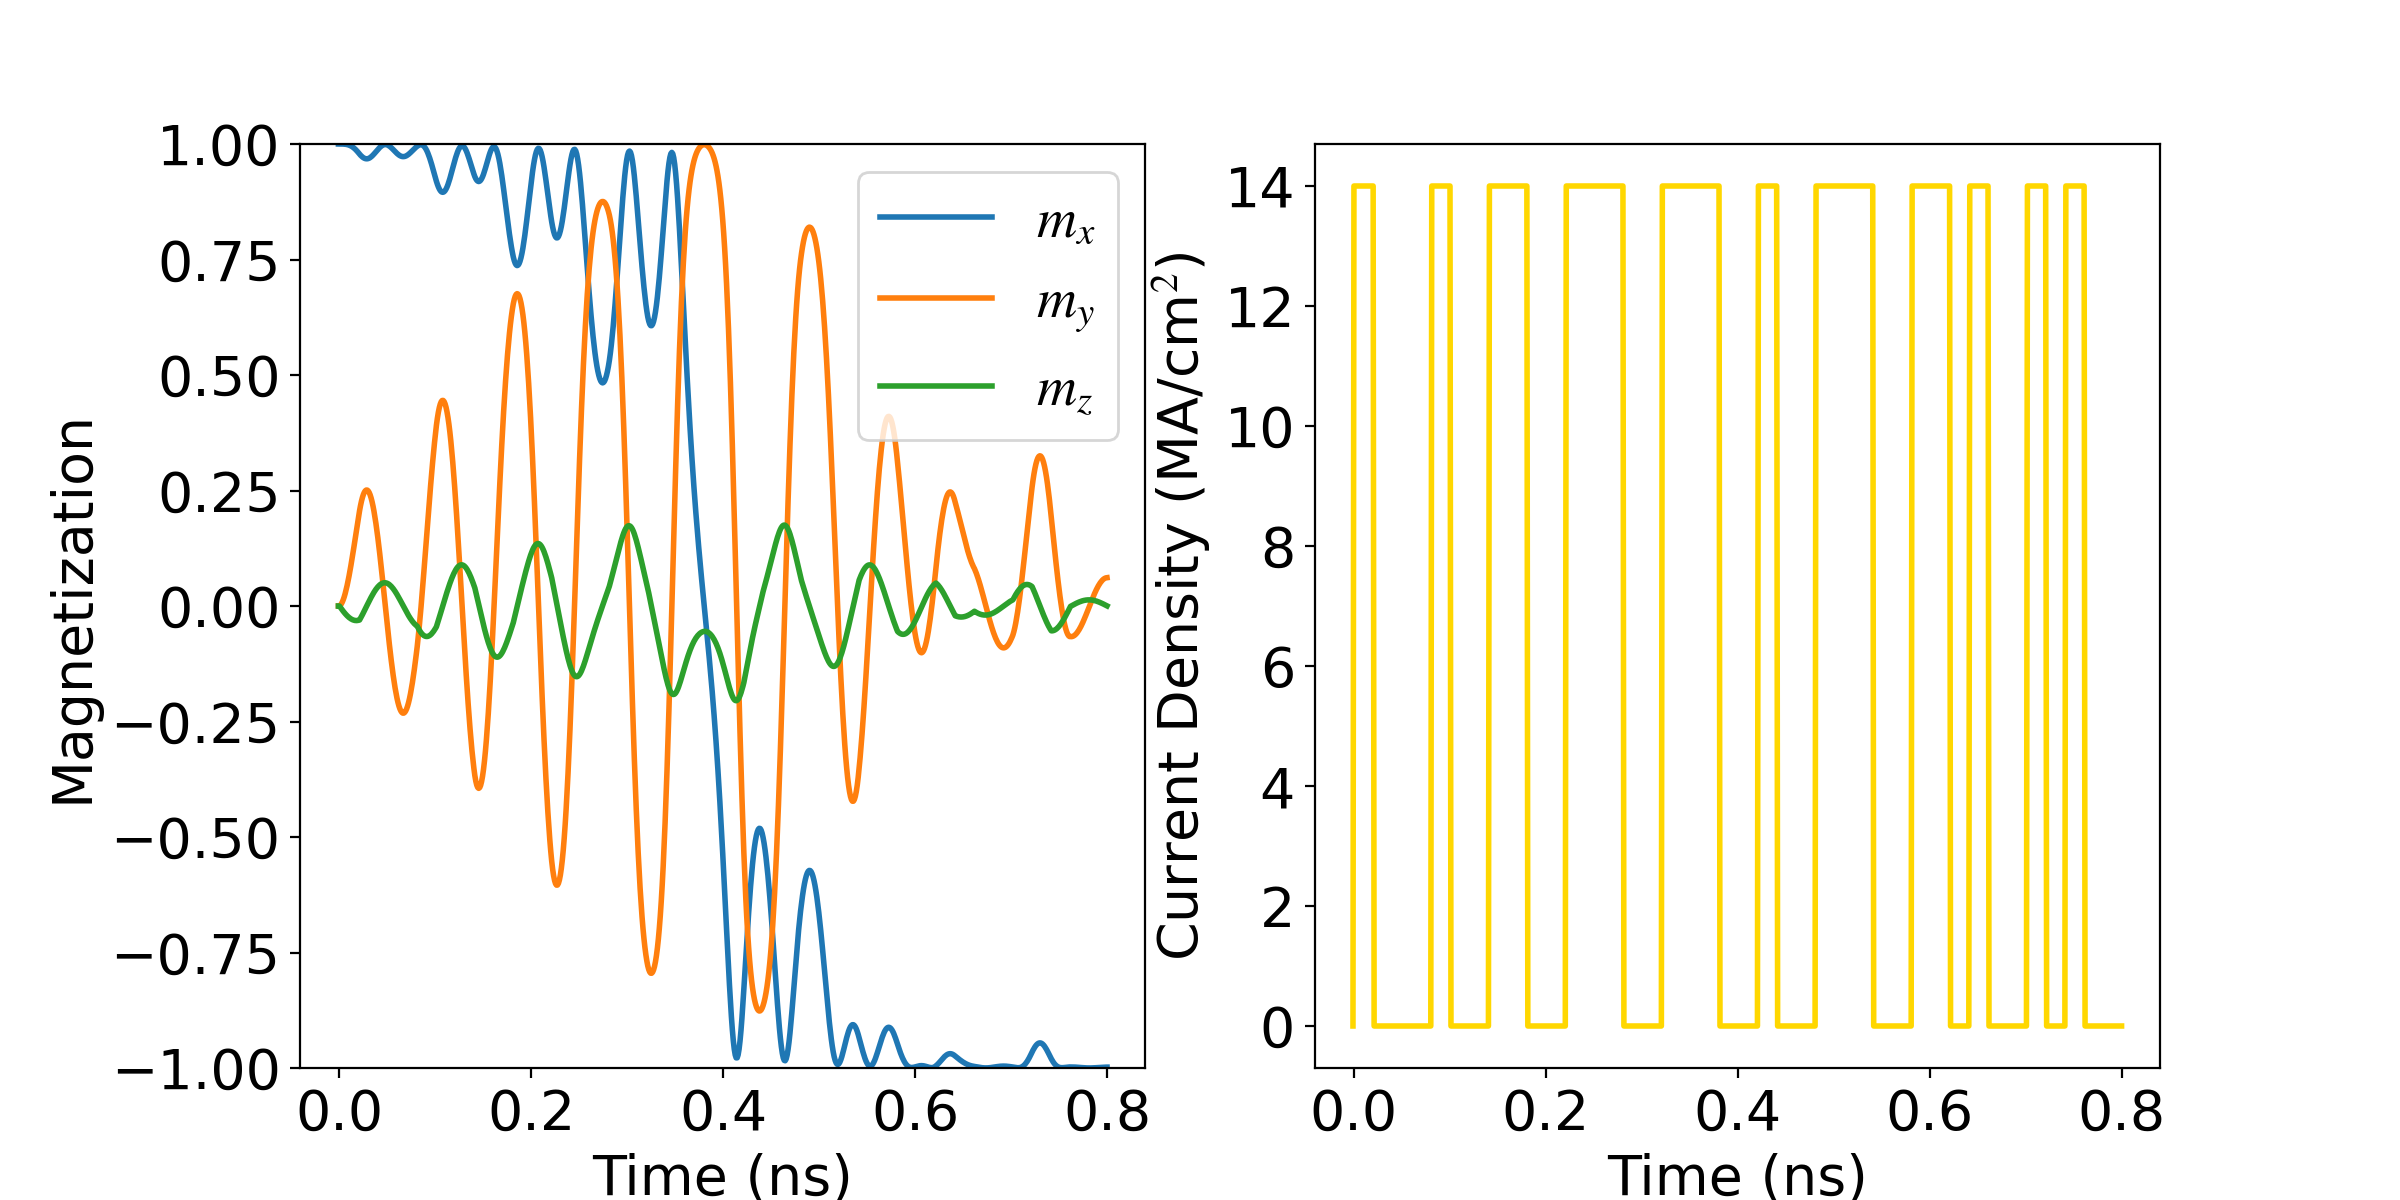 Magnetization
1.00
0.75
0.50
0.25
0.00
−0.25
−0.50
−0.75
−1.00
0.0 0.2 0.4 0.6 0.8
Time (ns)
m_x
m_y
m_z
Current Density (MA/cm²)
14
12
10
8
6
4
2
0
0.0 0.2 0.4 0.6 0.8
Time (ns)